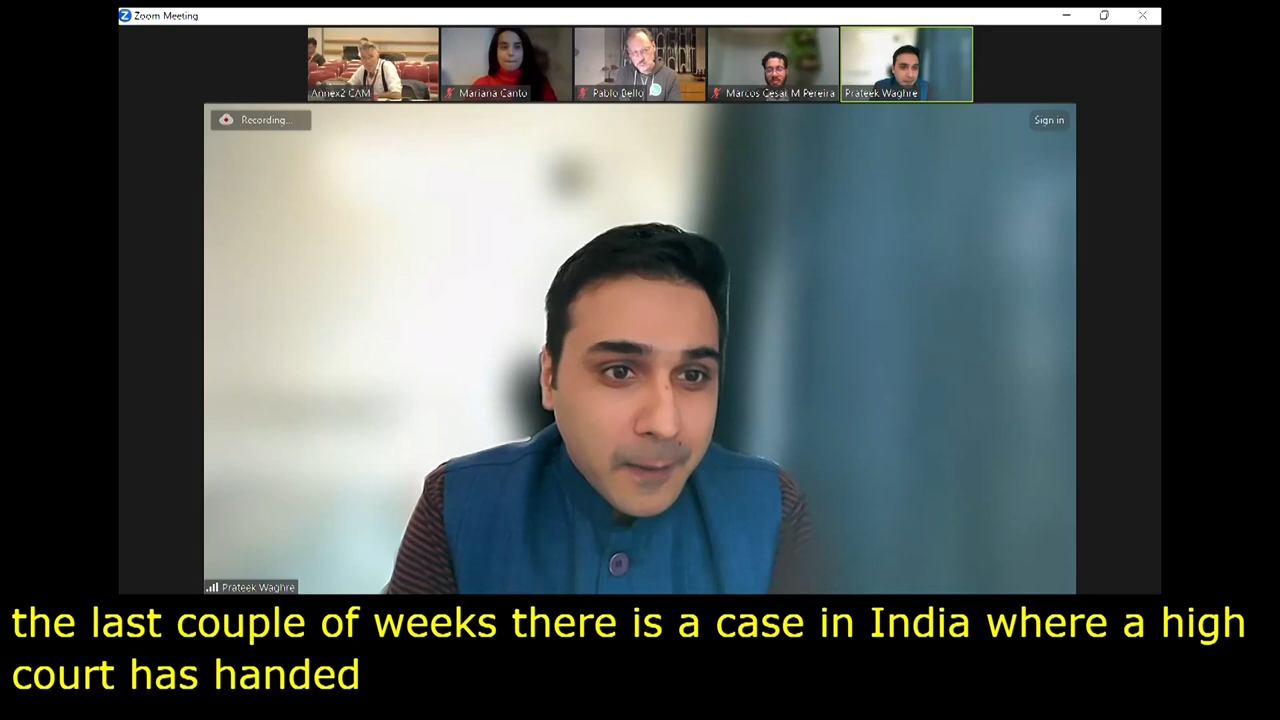 Zoom Meeting
Annex2 CAM
Mariana Canto
Pablo Bello
Marcos Cesar M Pereira
Prateek Waghre
Recording...
Sign in
Prateek Waghre
the last couple of weeks there is a case in India where a high
court has handed